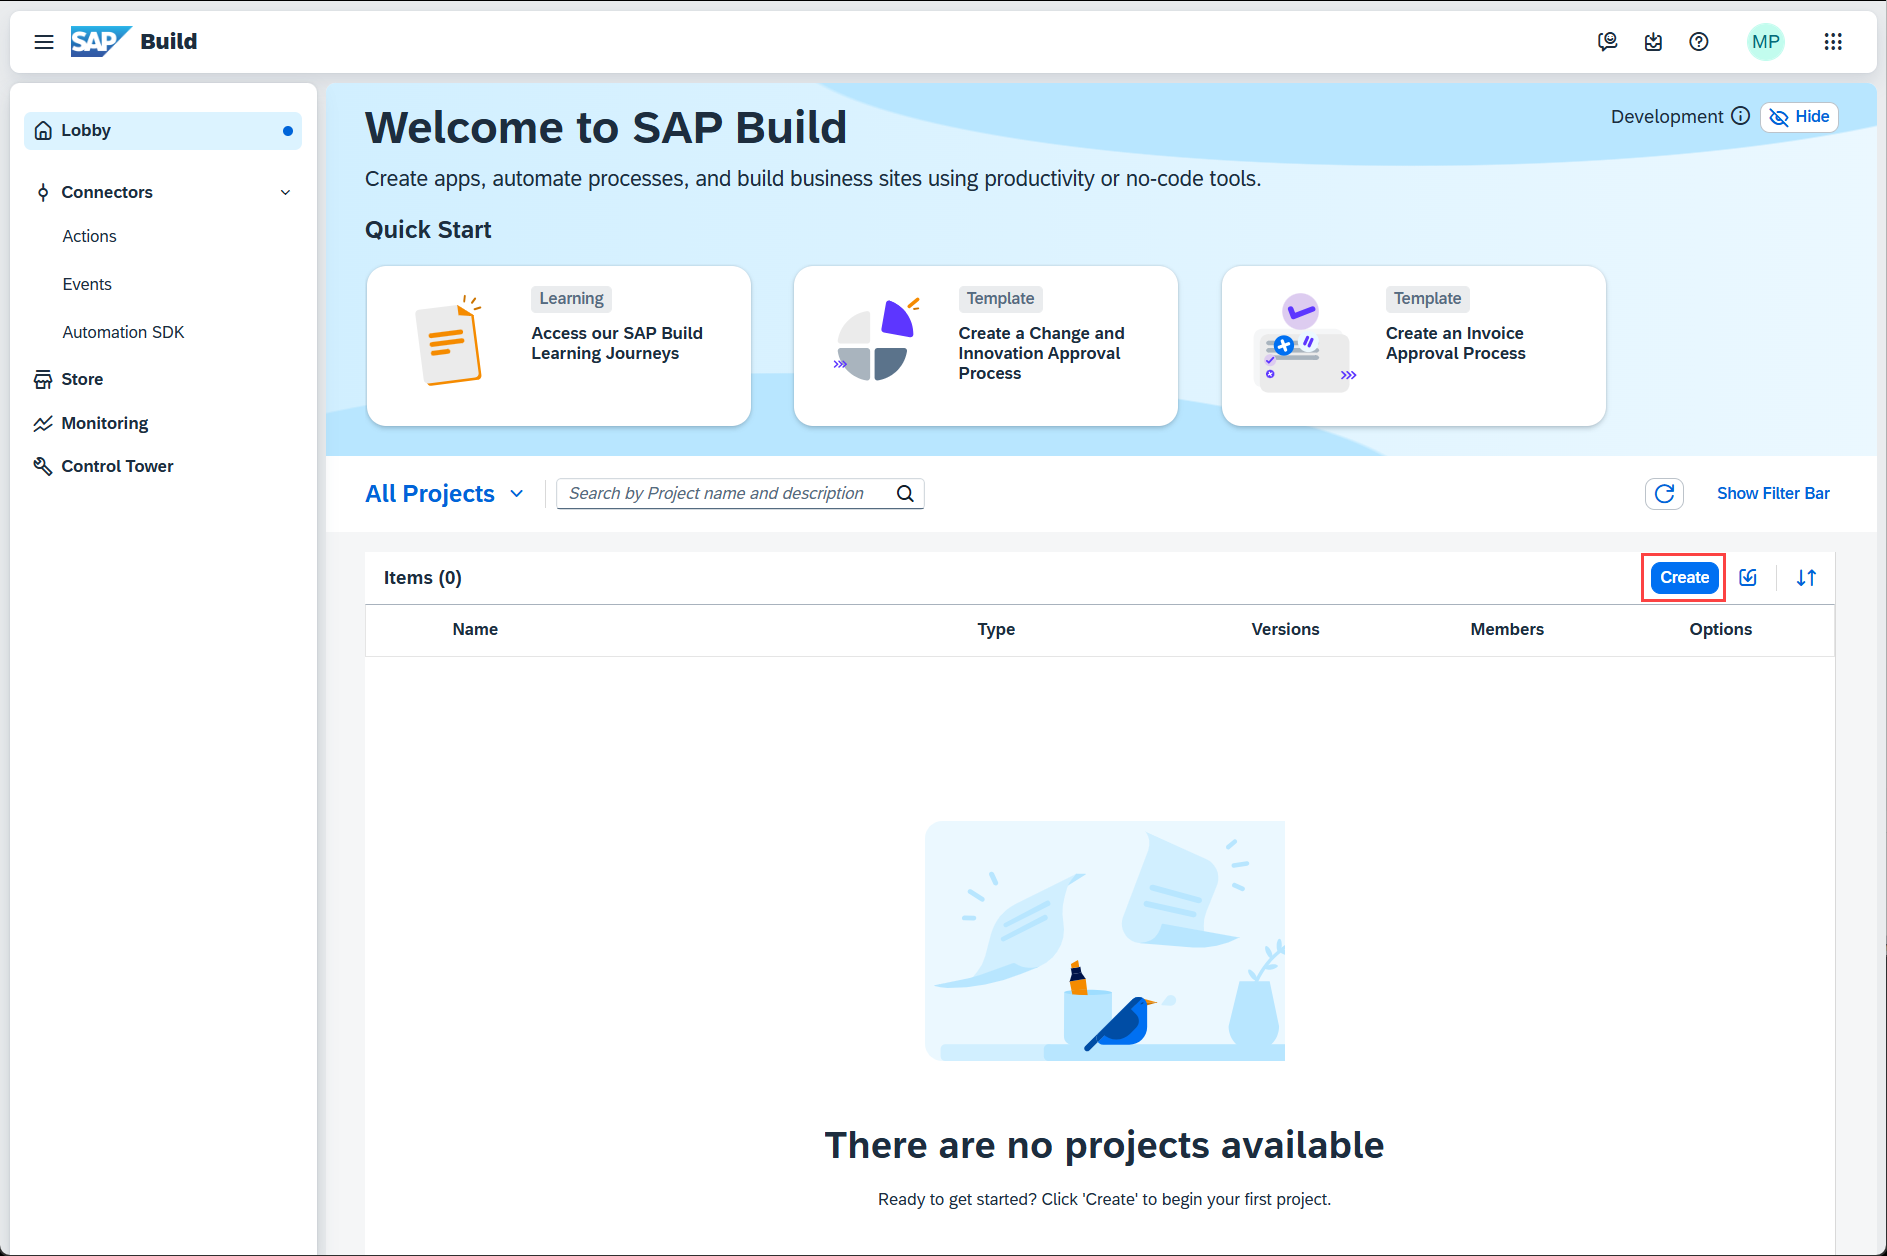 SAP Build
MP
Lobby
Connectors
Actions
Events
Automation SDK
Store
Monitoring
Control Tower
Welcome to SAP Build
Development
Hide
Create apps, automate processes, and build business sites using productivity or no-code tools.
Quick Start
Learning
Access our SAP Build
Learning Journeys
Template
Create a Change and
Innovation Approval
Process
Template
Create an Invoice
Approval Process
All Projects
Search by Project name and description
Show Filter Bar
Items (0)
Create
Name Type Versions Members Options
There are no projects available
Ready to get started? Click 'Create' to begin your first project.